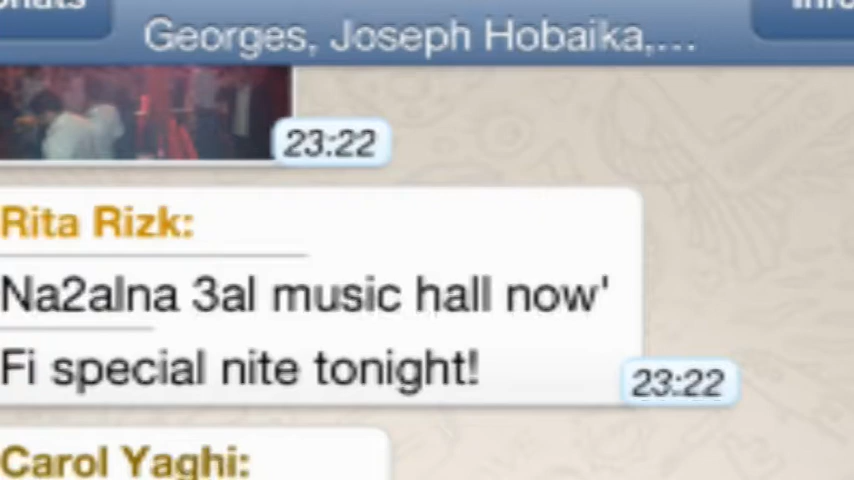 Georges, Joseph Hobaika,...
23:22
Rita Rizk:
Na2alna 3al music hall now'
Fi special nite tonight!
23:22
Carol Yaghi: